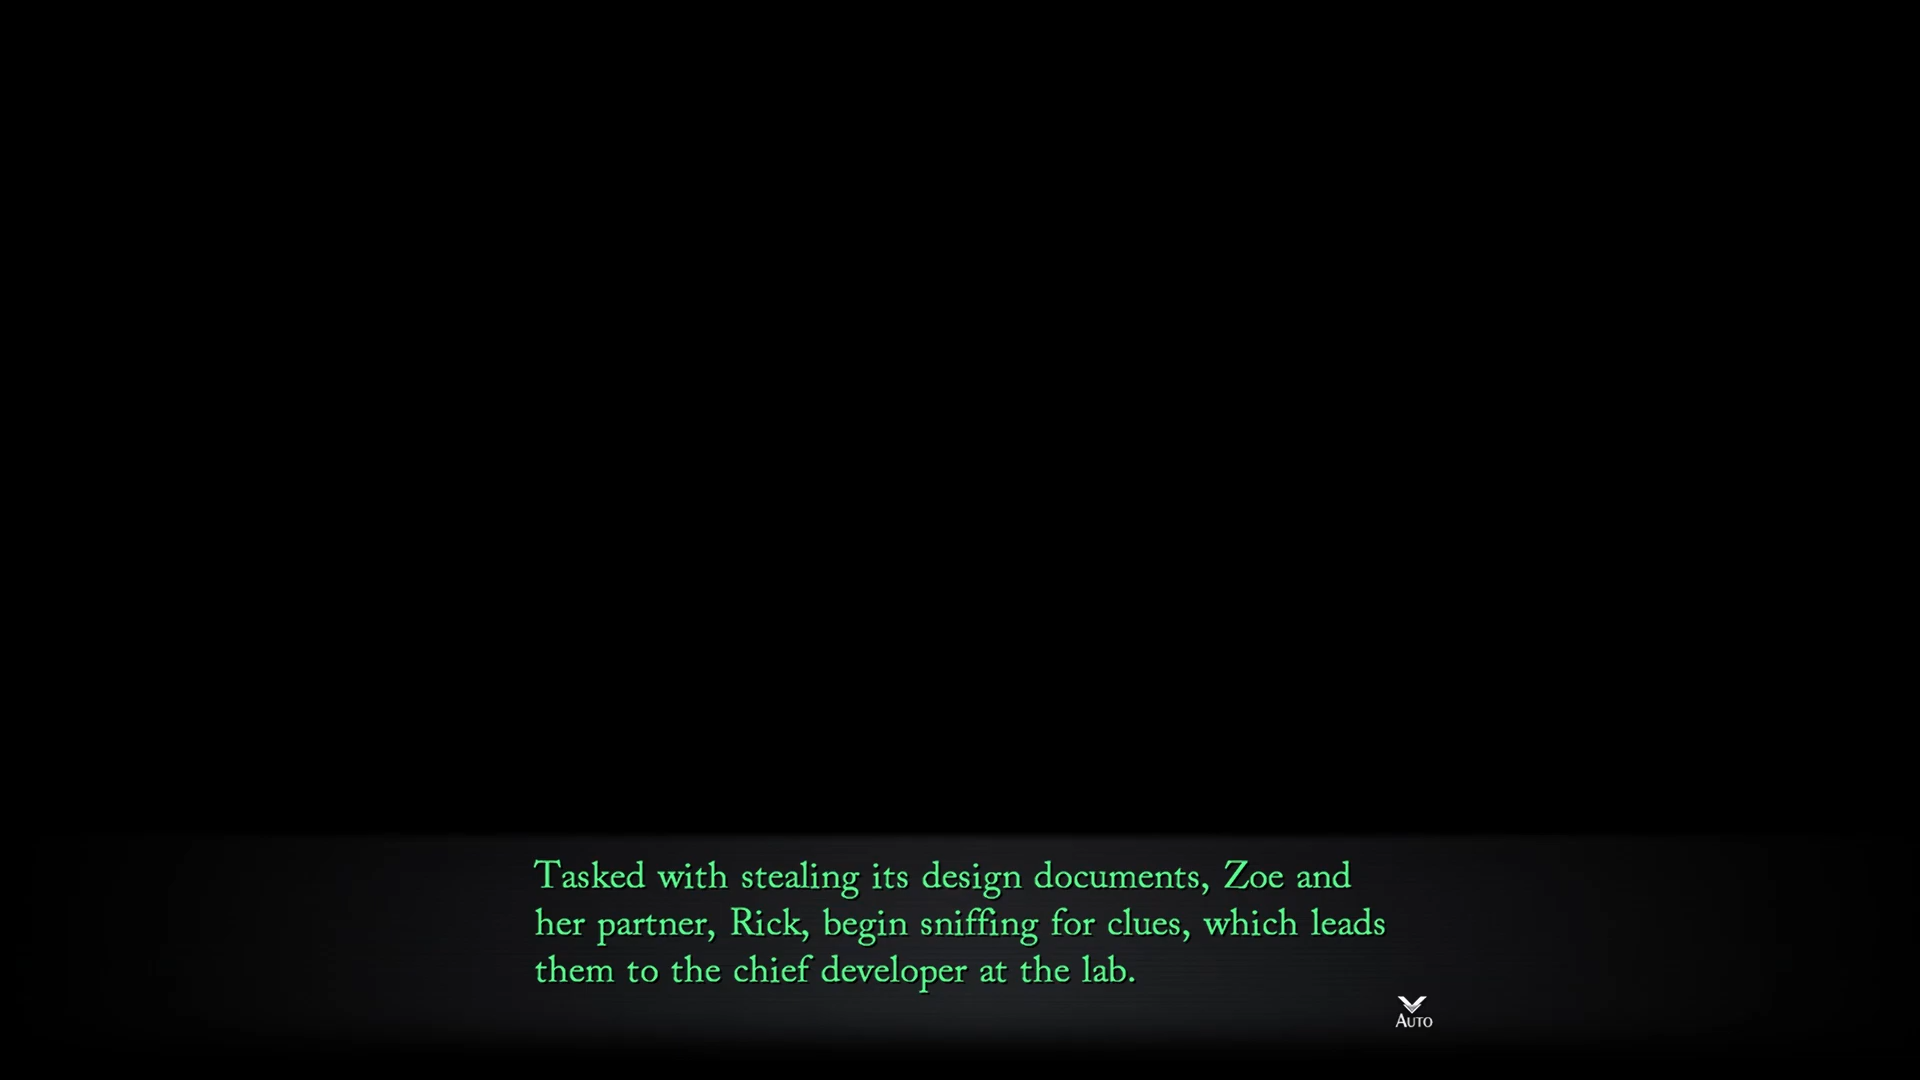 Tasked with stealing its design documents, Zoe and
her partner, Rick, begin sniffing for clues, which leads
them to the chief developer at the lab.
AUTO